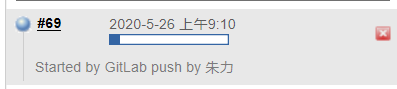 #69 2020-5-26 上午9:10
Started by GitLab push by 朱力